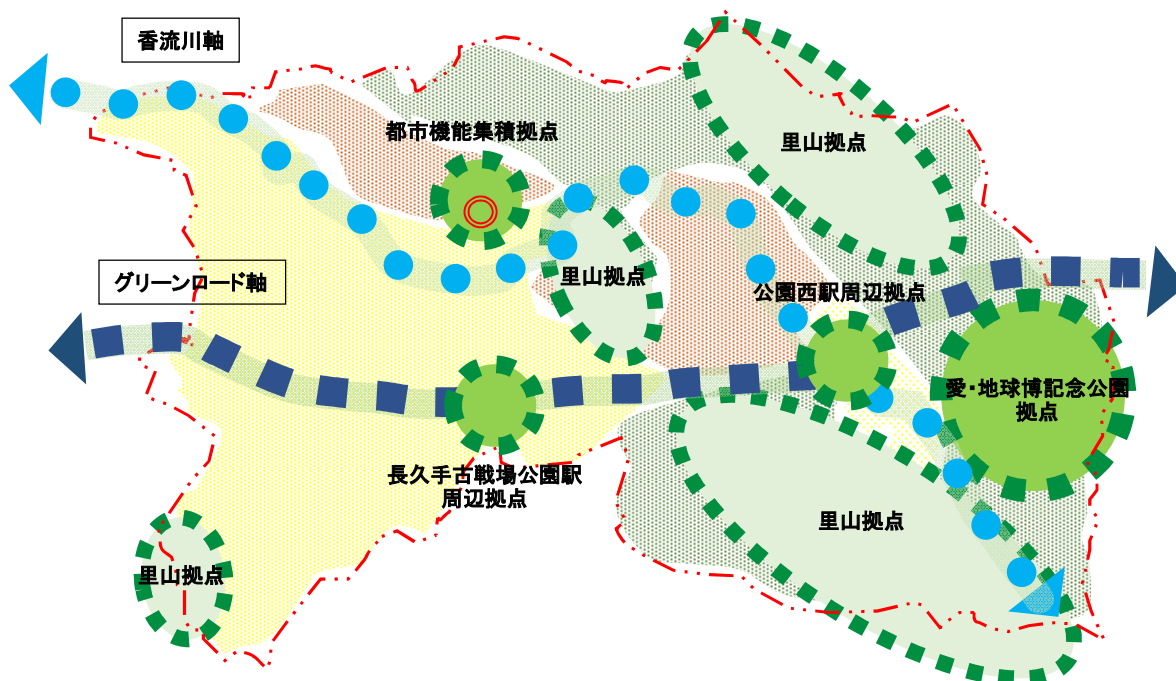 香流川軸
都市機能集積拠点
里山拠点
グリーンロード軸
里山拠点
公園西駅周辺拠点
愛・地球博記念公園
拠点
長久手古戦場公園駅
周辺拠点
里山拠点
里山拠点